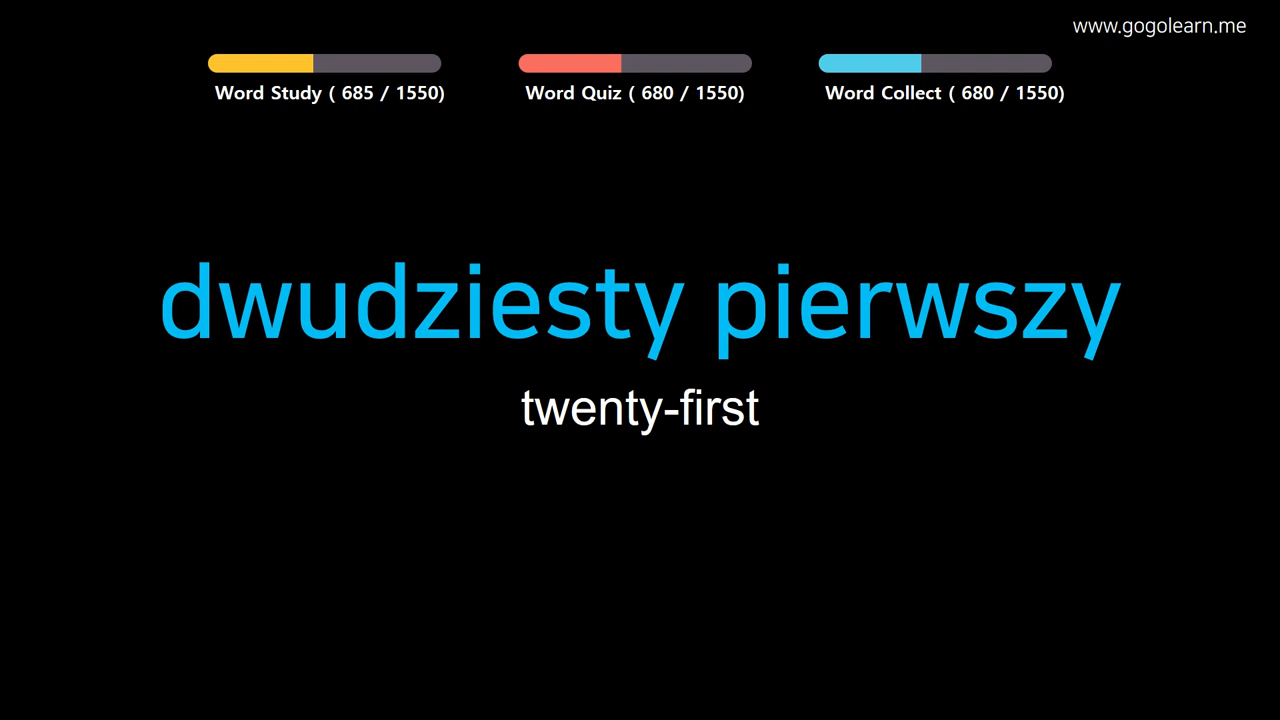 www.gogolearn.me
Word Study ( 685 / 1550)
Word Quiz ( 680 / 1550)
Word Collect ( 680 / 1550)
dwudziesty pierwszy
twenty-first